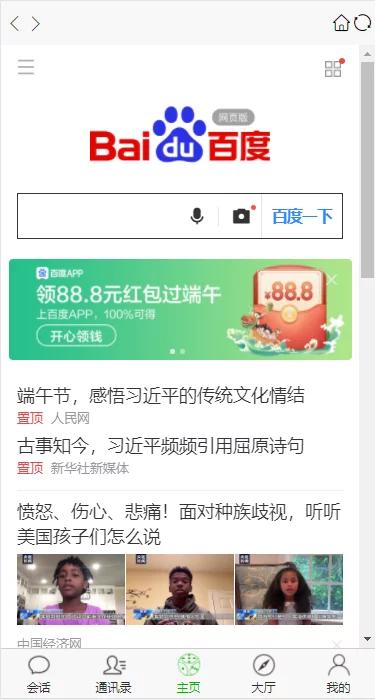 网页版
Bai du 百度
百度一下
百度APP
领88.8元红包过端午
¥88.8
上百度APP，100%可得
开心领钱
端午节，感悟习近平的传统文化情结
置顶 人民网
古事知今，习近平频频引用屈原诗句
置顶 新华社新媒体
愤怒、伤心、悲痛！面对种族歧视，听听
美国孩子们怎么说
中国经济网
会话
通讯录
主页
大厅
我的